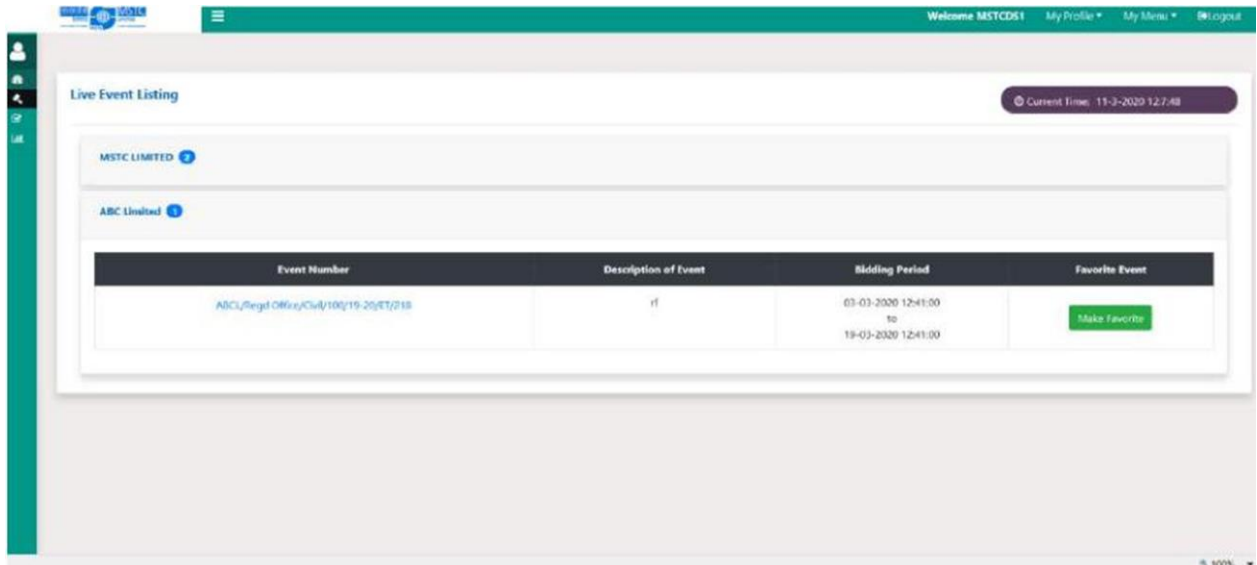 MSTC
Welcome MSTCDS1 My Profile My Menu Logout
Live Event Listing
Current Time: 11-3-2020 12:7:48
MSTC LIMITED 2
ABC Limited 1
Event Number Description of Event Bidding Period Favorite Event
ABCL/Regd Office/Civil/100/19-20/ET/218 rf 03-03-2020 12:41:00 Make Favorite
to
19-03-2020 12:41:00
100%